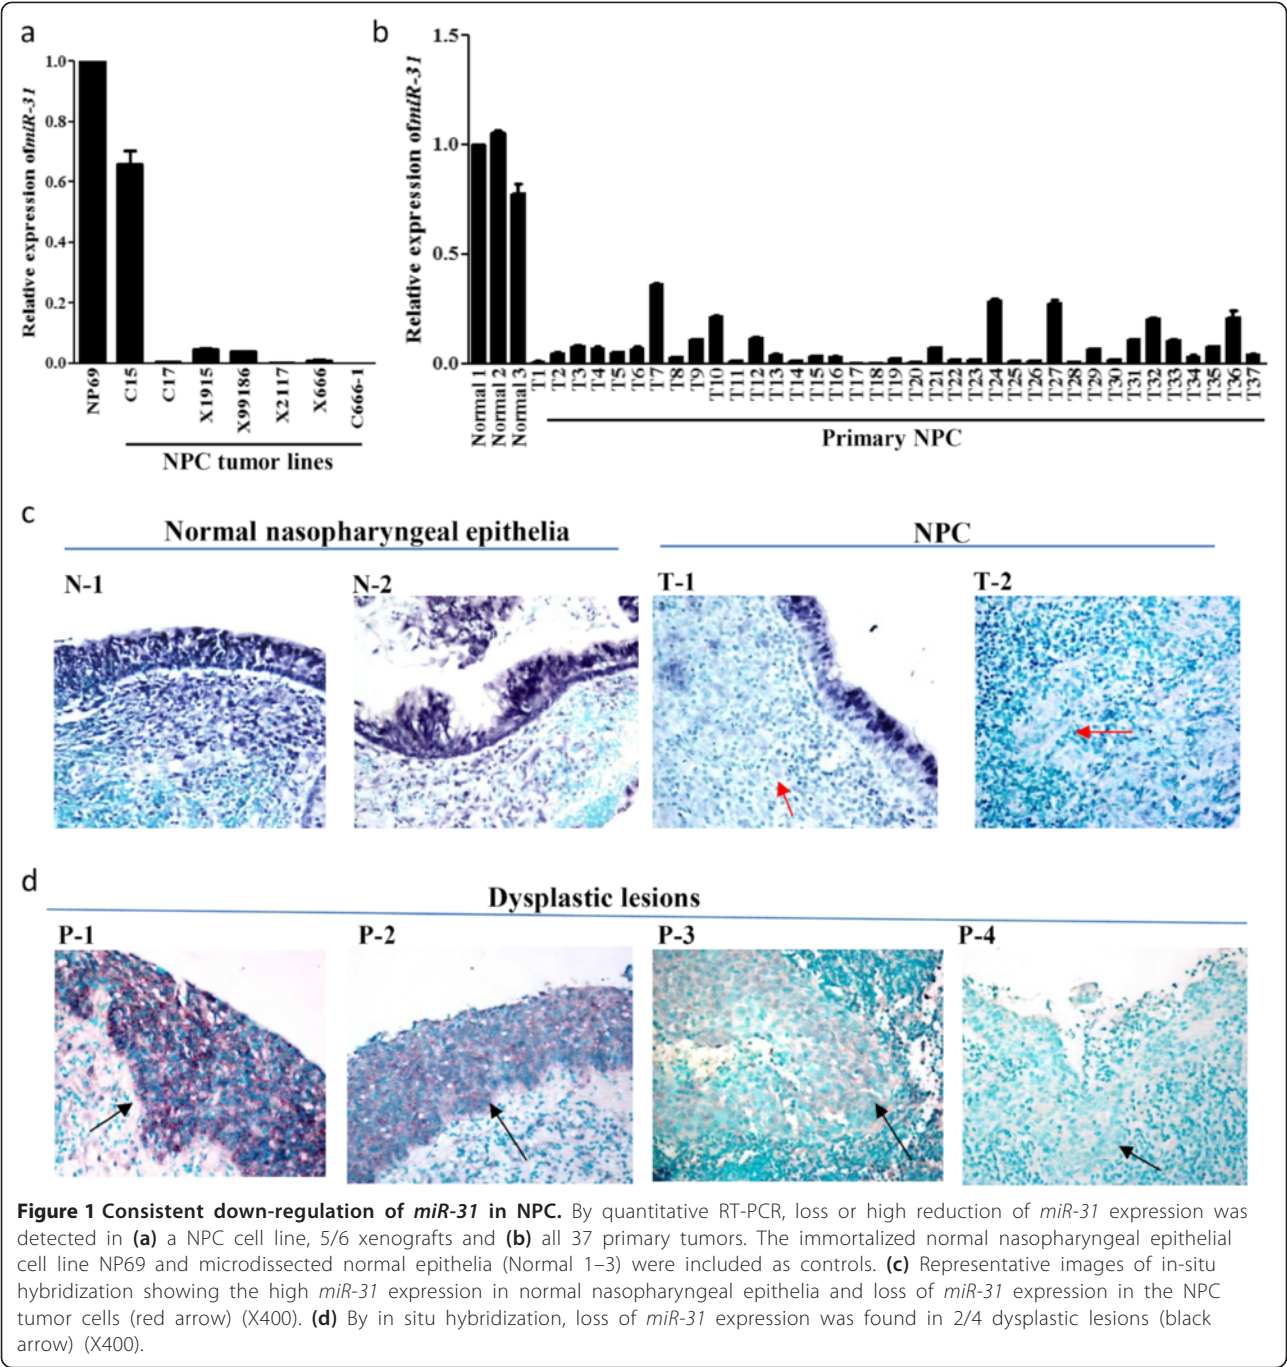 a
Relative expression of miR-31
1.0
0.8
0.6
0.4
0.2
0.0
NP69
C15
C17
X1915
X99186
X2117
X666
C666-1
NPC tumor lines
b
Relative expression of miR-31
1.5
1.0
0.5
0.0
Normal 1
Normal 2
Normal 3
T1
T2
T3
T4
T5
T6
T7
T8
T9
T10
T11
T12
T13
T14
T15
T16
T17
T18
T19
T20
T21
T22
T23
T24
T25
T26
T27
T28
T29
T30
T31
T32
T33
T34
T35
T36
T37
Primary NPC
c
Normal nasopharyngeal epithelia
NPC
N-1
N-2
T-1
T-2
d
Dysplastic lesions
P-1
P-2
P-3
P-4
Figure 1 Consistent down-regulation of miR-31 in NPC. By quantitative RT-PCR, loss or high reduction of miR-31 expression was
detected in (a) a NPC cell line, 5/6 xenografts and (b) all 37 primary tumors. The immortalized normal nasopharyngeal epithelial
cell line NP69 and microdissected normal epithelia (Normal 1–3) were included as controls. (c) Representative images of in-situ
hybridization showing the high miR-31 expression in normal nasopharyngeal epithelia and loss of miR-31 expression in the NPC
tumor cells (red arrow) (X400). (d) By in situ hybridization, loss of miR-31 expression was found in 2/4 dysplastic lesions (black
arrow) (X400).